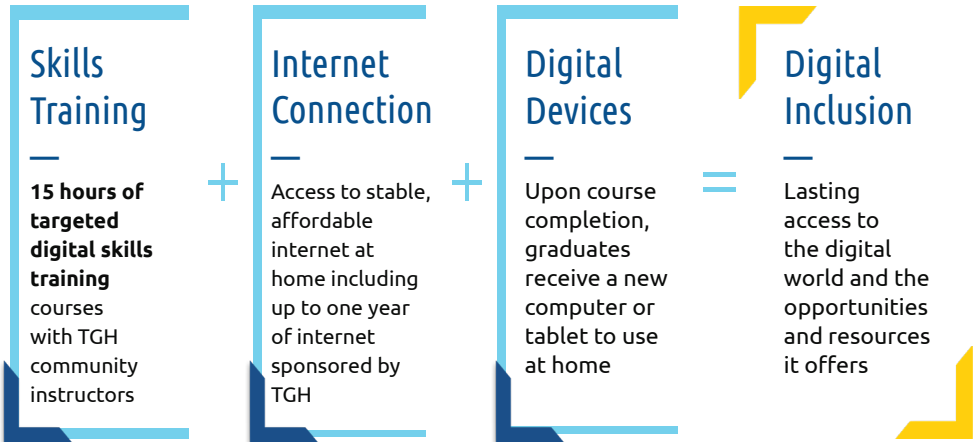 Skills
Training
15 hours of
targeted
digital skills
training
courses
with TGH
community
instructors
+
Internet
Connection
Access to stable,
affordable
internet at
home including
up to one year
of internet
sponsored by
TGH
+
Digital
Devices
Upon course
completion,
graduates
receive a new
computer or
tablet to use
at home
=
Digital
Inclusion
Lasting
access to
the digital
world and the
opportunities
and resources
it offers